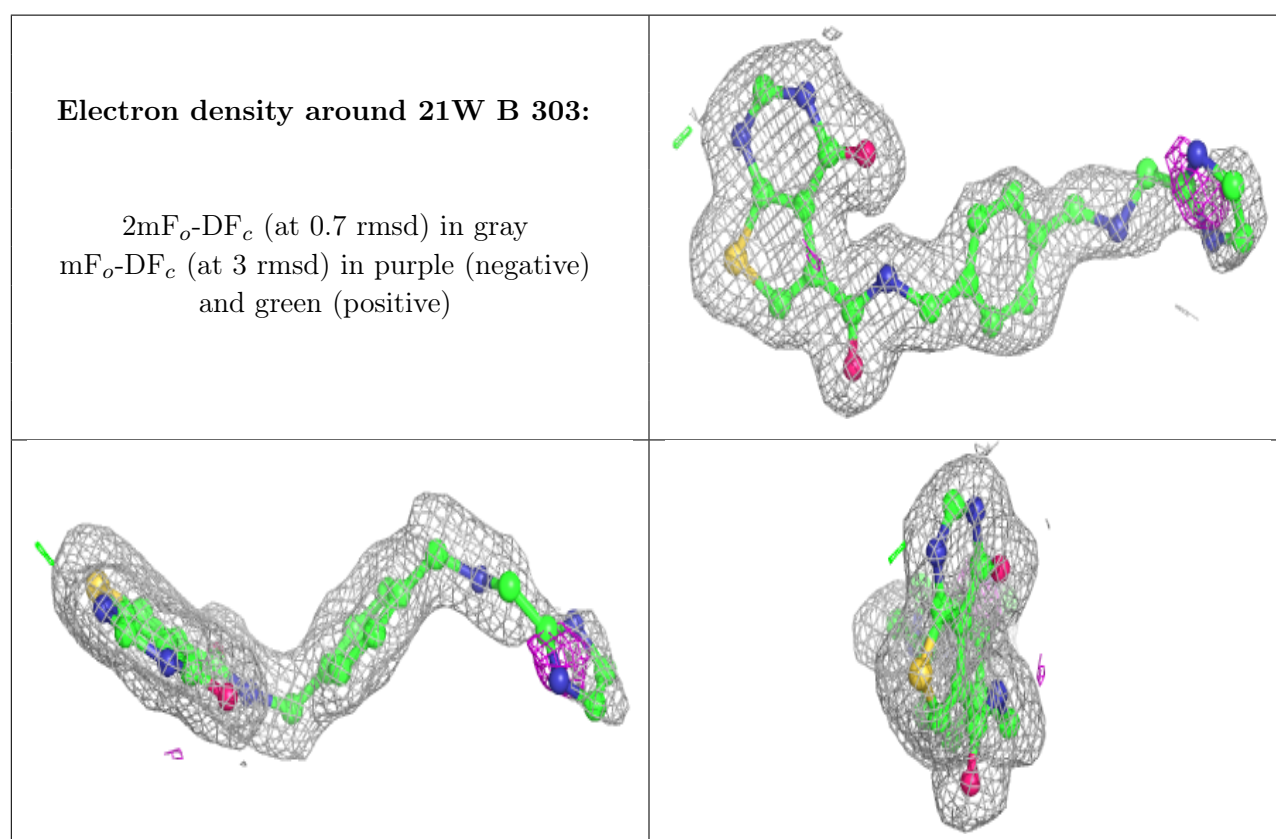 Electron density around 21W B 303:
2mFo-DFc (at 0.7 rmsd) in gray
mFo-DFc (at 3 rmsd) in purple (negative)
and green (positive)